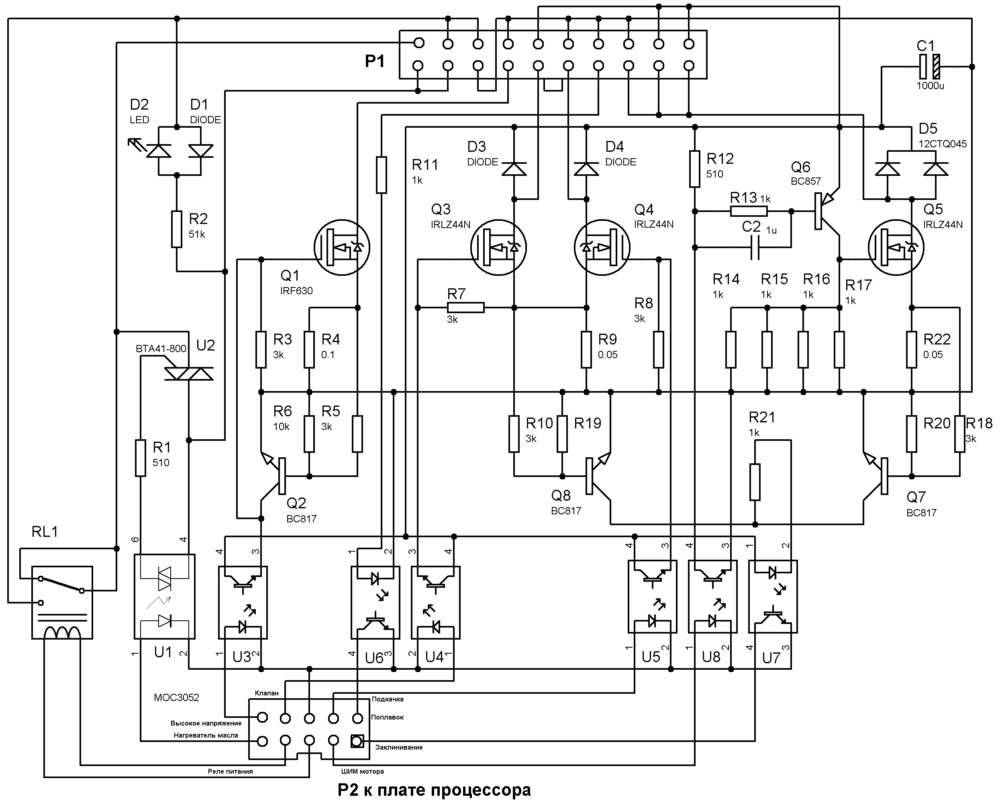 P1
C1
1000u
D2
LED
D1
DIODE
D5
12CTQ045
D3
DIODE
D4
DIODE
R11
1k
R12
510
Q6
BC857
R2
51k
R13 1k
C2 1u
Q3
IRLZ44N
Q4
IRLZ44N
Q5
IRLZ44N
Q1
IRF630
R14
1k
R15
1k
R16
1k
R17
1k
R7
3k
R8
3k
R3
3k
R4
0.1
R9
0.05
R22
0.05
BTA41-800
U2
R6
10k
R5
3k
R10
3k
R19
R21
1k
R20
R18
3k
R1
510
Q2
BC817
Q8
BC817
Q7
BC817
RL1
6 4
4 3 1 2 3 4 4 3 4 3 1 2
1 2 1 2 4 3 2 1 1 2 1 2 4 3
U1 U3 U6 U4 U5 U8 U7
MOC3052
Клапан
Подкачка
Поплавок
Высокое напряжение
Нагреватель масла
Заклинивание
Реле питания
ШИМ мотора
P2 к плате процессора